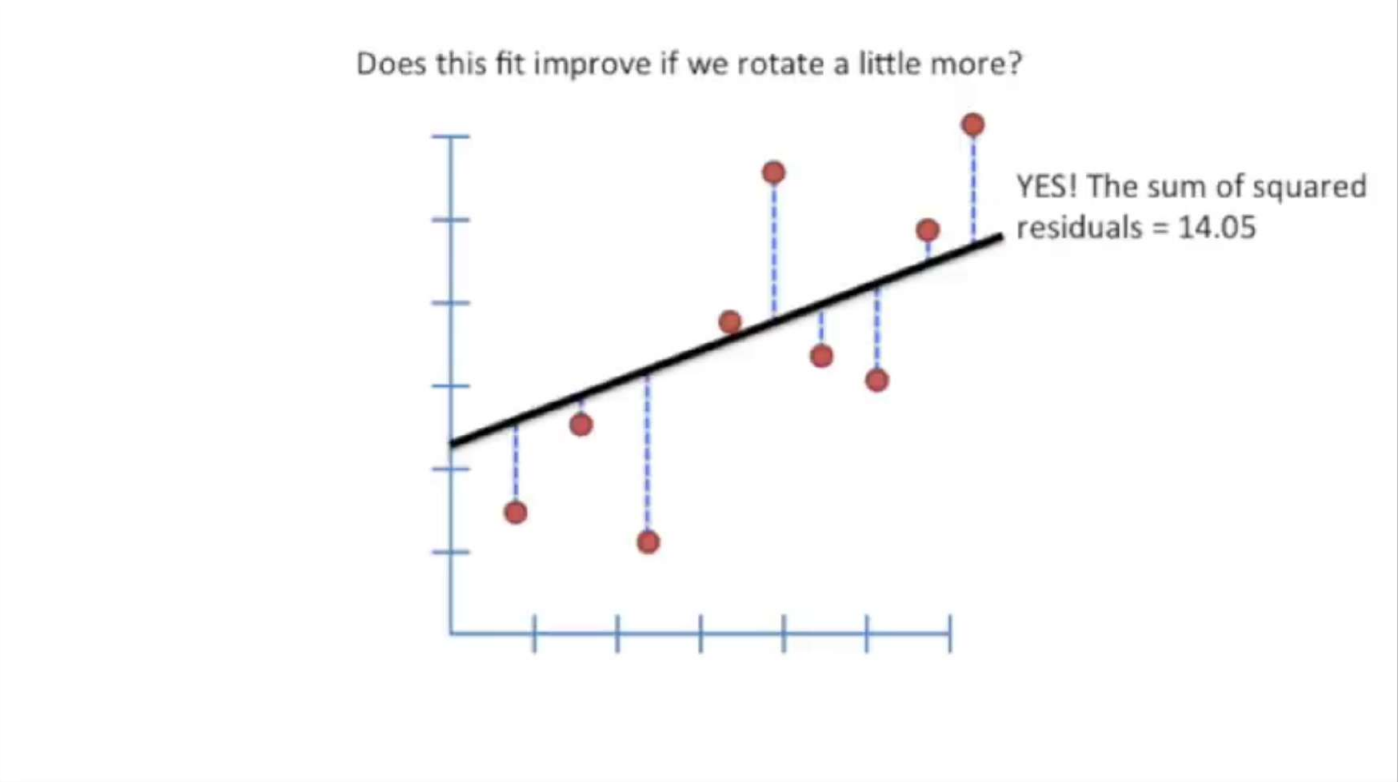 Does this fit improve if we rotate a little more?
YES! The sum of squared
residuals = 14.05